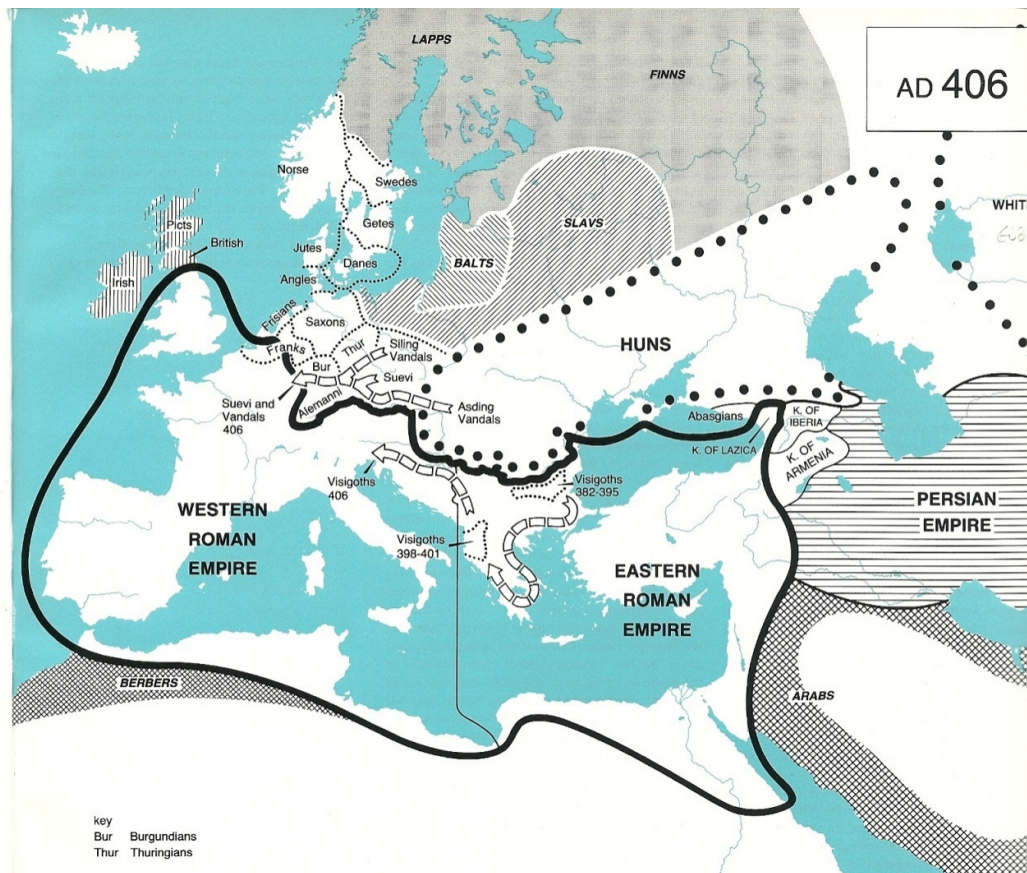 LAPPS
FINNS
AD 406
Norse
Swedes
WHIT
Getes
Picts
SLAVS
British
Jutes
Danes
BALTS
Irish
Angles
Frisians
Saxons
Franks
Thur
Siling
Vandals
HUNS
Bur
Suevi
Alemanni
Suevi and
Vandals
406
Asding
Vandals
Abasgians
K. OF
IBERIA
K. OF LAZICA
K. OF
ARMENIA
Visigoths
406
Visigoths
382-395
PERSIAN
EMPIRE
WESTERN
ROMAN
EMPIRE
Visigoths
398-401
EASTERN
ROMAN
EMPIRE
BERBERS
ARABS
key
Bur Burgundians
Thur Thuringians